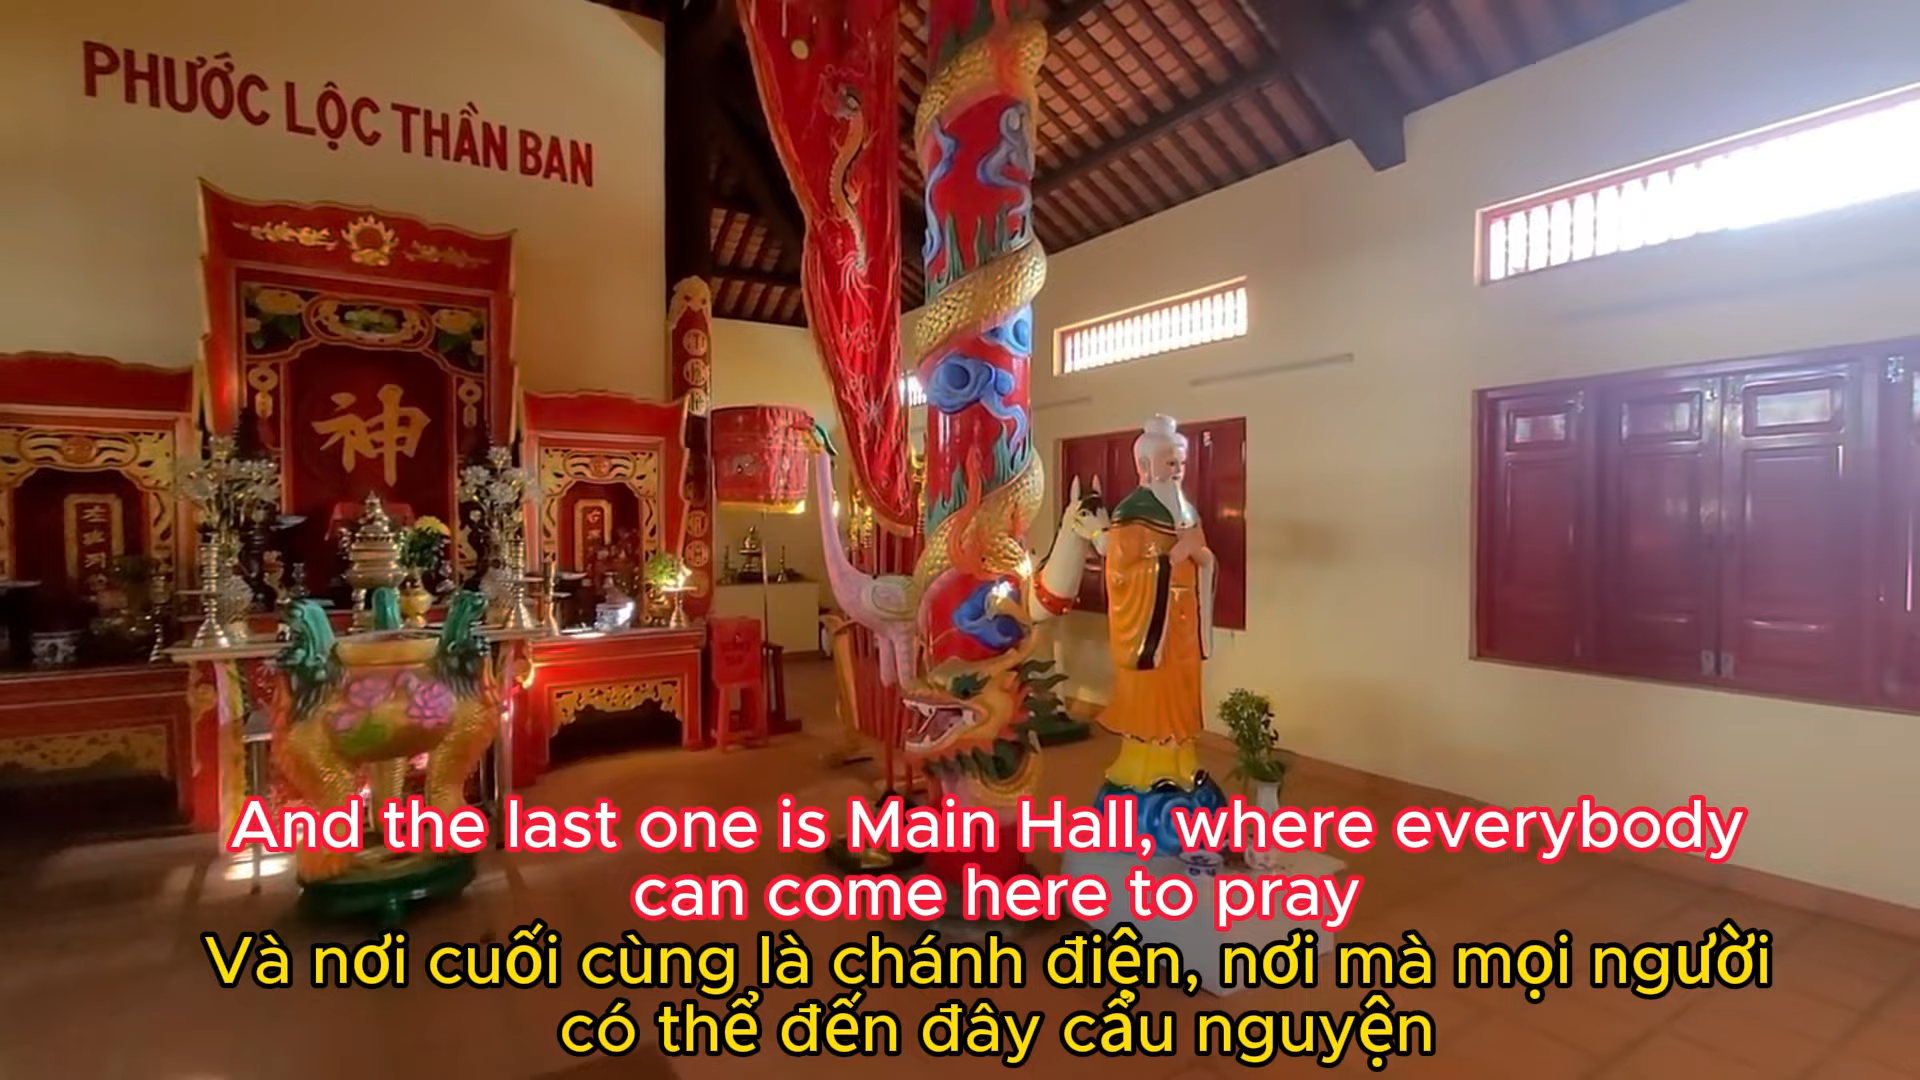 PHƯỚC LỘC THẦN BAN
神
And the last one is Main Hall, where everybody
can come here to pray
Và nơi cuối cùng là chánh điện, nơi mà mọi người
có thể đến đây cẩu nguyện